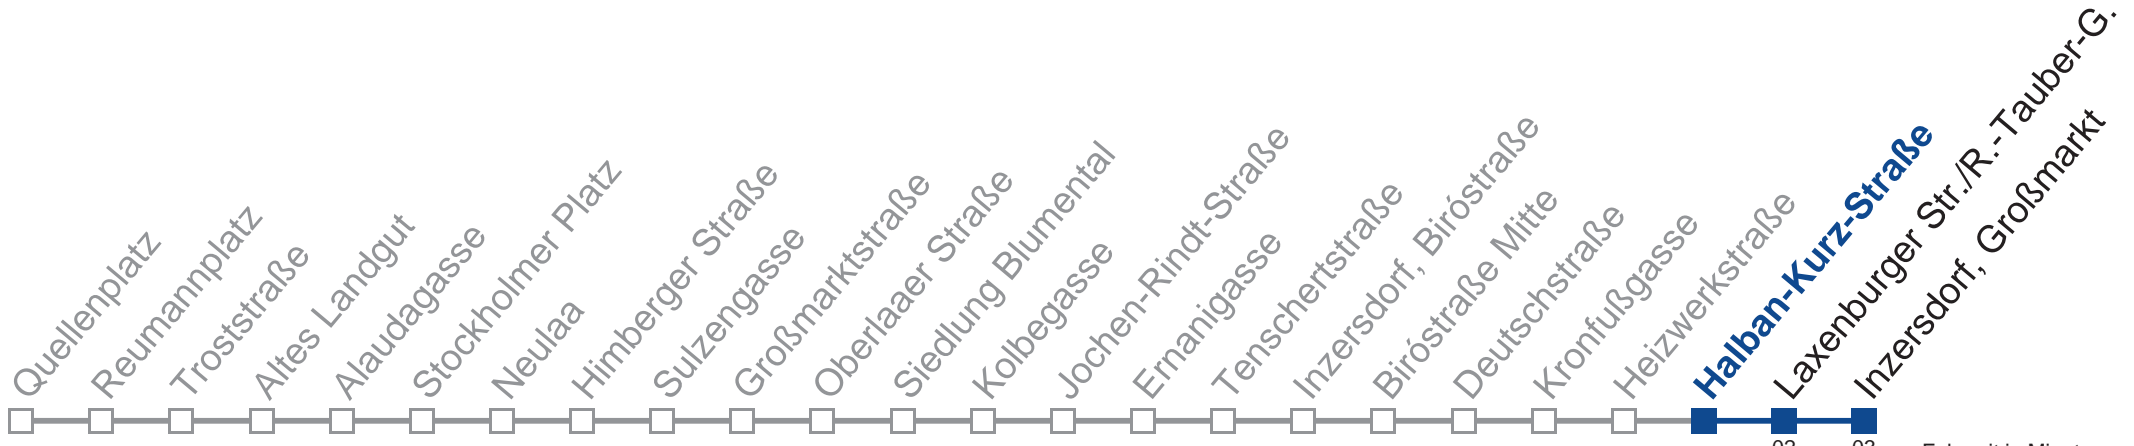 Quellenplatz
Reumannplatz
Troststraße
Altes Landgut
Alaudagasse
Stockholmer Platz
Neulaa
Himberger Straße
Sulzengasse
Großmarktstraße
Oberlaaer Straße
Siedlung Blumental
Kolbegasse
Jochen-Rindt-Straße
Ernanigasse
Tenschertstraße
Inzersdorf, Biróstraße
Biróstraße Mitte
Deutschstraße
Kronfußgasse
Heizwerkstraße
Halban-Kurz-Straße
Laxenburger Str./R.-Tauber-G.
Inzersdorf, Großmarkt